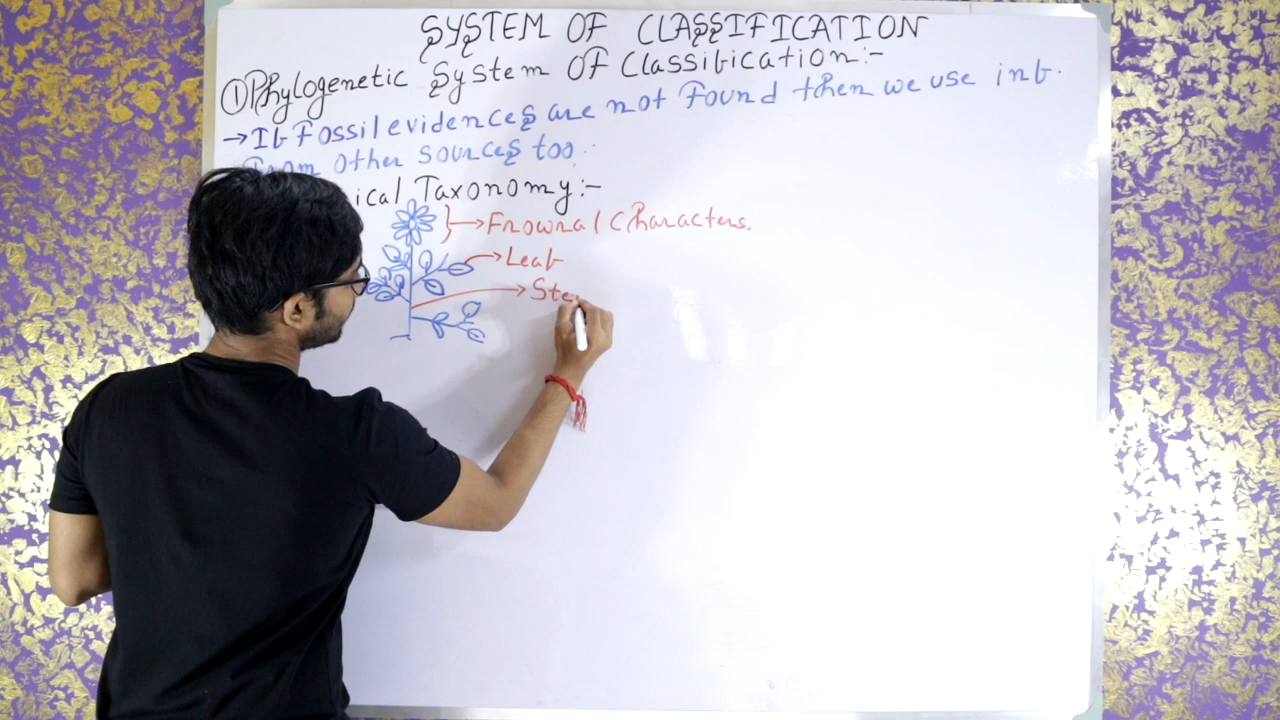 SYSTEM OF CLASSIFICATION
① Phylogenetic System OF Classification:-
→ If Fossil evidences are not Found then we use inf.
From other sources too.
ical Taxonomy:-
→ Frowral Characters.
→ Leaf
→ Ste